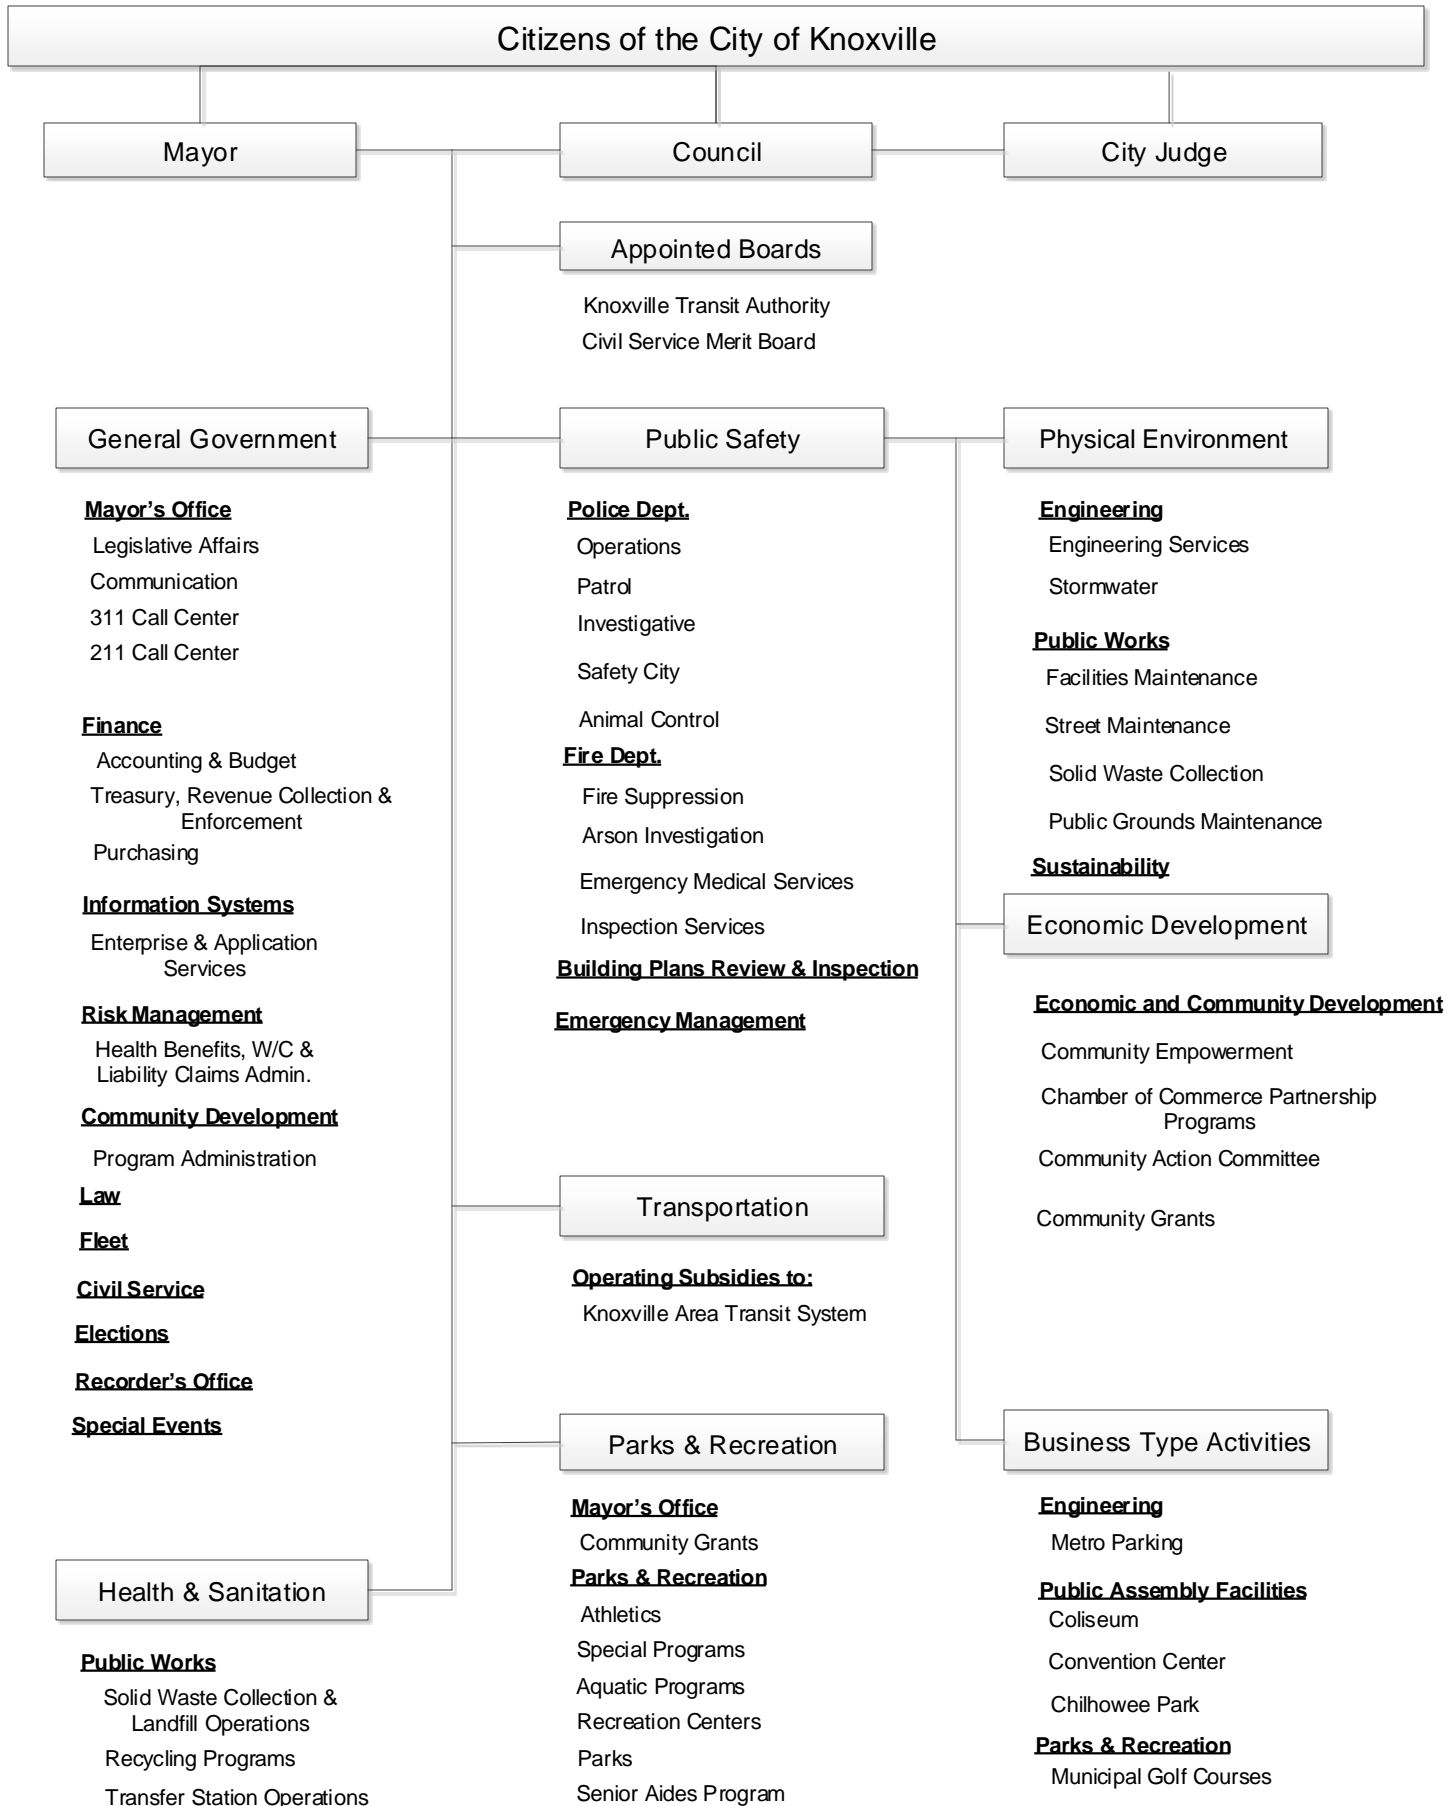 Citizens of the City of Knoxville
Mayor
Council
City Judge
Appointed Boards
Knoxville Transit Authority
Civil Service Merit Board
General Government
Mayor's Office
Legislative Affairs
Communication
311 Call Center
211 Call Center
Finance
Accounting & Budget
Treasury, Revenue Collection &
Enforcement
Purchasing
Information Systems
Enterprise & Application
Services
Risk Management
Health Benefits, W/C &
Liability Claims Admin.
Community Development
Program Administration
Law
Fleet
Civil Service
Elections
Recorder's Office
Special Events
Health & Sanitation
Public Works
Solid Waste Collection &
Landfill Operations
Recycling Programs
Transfer Station Operations
Public Safety
Police Dept.
Operations
Patrol
Investigative
Safety City
Animal Control
Fire Dept.
Fire Suppression
Arson Investigation
Emergency Medical Services
Inspection Services
Building Plans Review & Inspection
Emergency Management
Transportation
Operating Subsidies to:
Knoxville Area Transit System
Parks & Recreation
Mayor's Office
Community Grants
Parks & Recreation
Athletics
Special Programs
Aquatic Programs
Recreation Centers
Parks
Senior Aides Program
Physical Environment
Engineering
Engineering Services
Stormwater
Public Works
Facilities Maintenance
Street Maintenance
Solid Waste Collection
Public Grounds Maintenance
Sustainability
Economic Development
Economic and Community Development
Community Empowerment
Chamber of Commerce Partnership
Programs
Community Action Committee
Community Grants
Business Type Activities
Engineering
Metro Parking
Public Assembly Facilities
Coliseum
Convention Center
Chilhowee Park
Parks & Recreation
Municipal Golf Courses